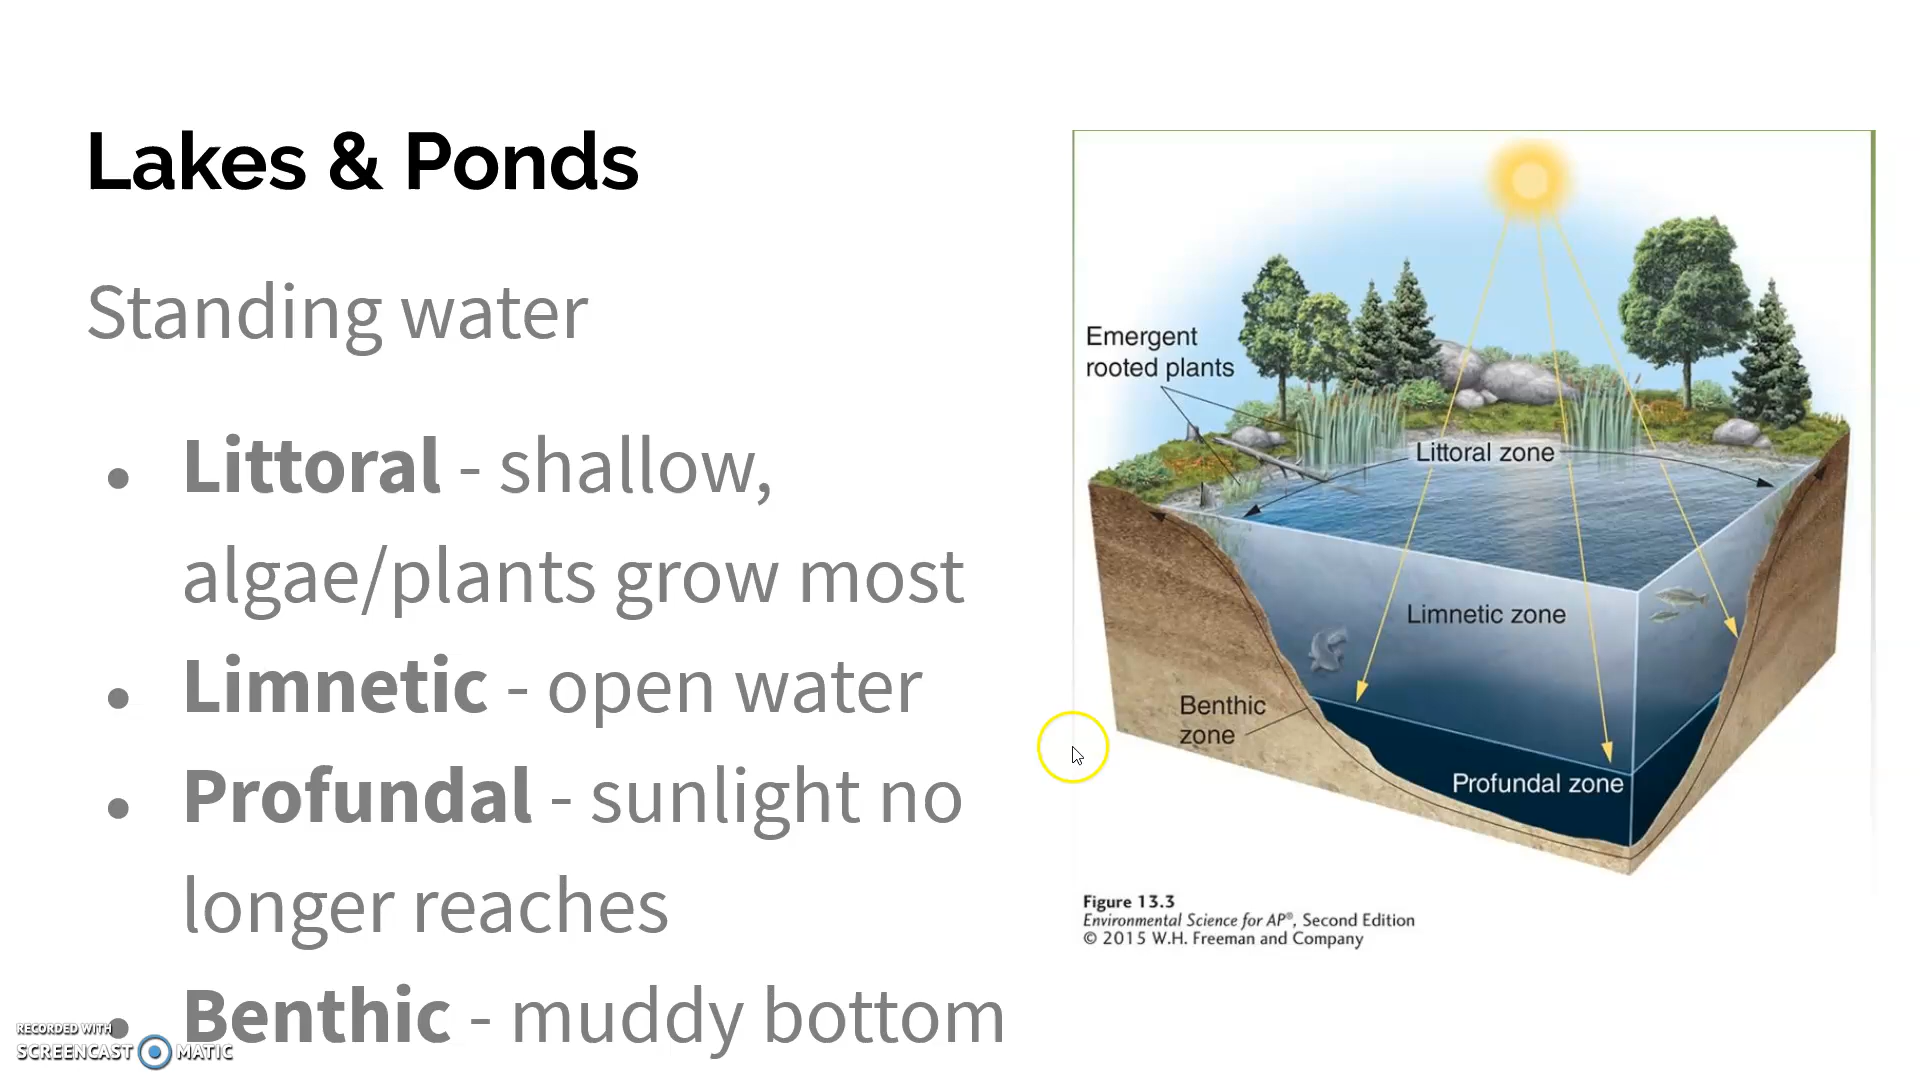 Lakes & Ponds
Standing water
● Littoral - shallow,
algae/plants grow most
● Limnetic - open water
● Profundal - sunlight no
longer reaches
● Benthic - muddy bottom
Emergent
rooted plants
Littoral zone
Limnetic zone
Benthic
zone
Profundal zone
Figure 13.3
Environmental Science for AP®, Second Edition
© 2015 W.H. Freeman and Company
RECORDED WITH
SCREENCAST MATIC